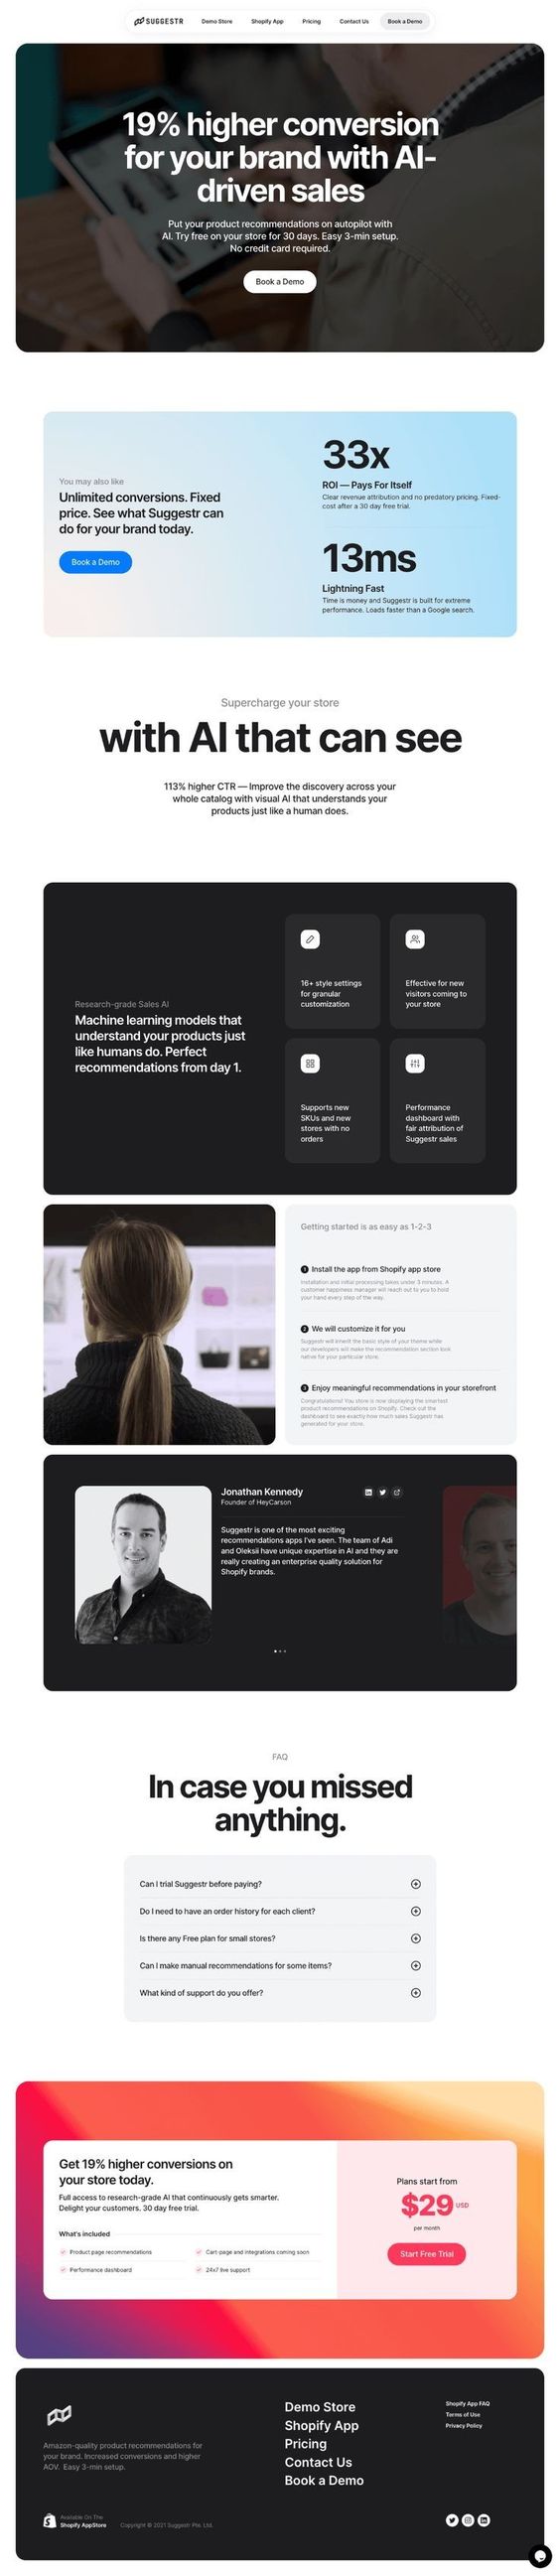 SUGGESTR
Demo Store
Shopify App
Pricing
Contact Us
Book a Demo
19% higher conversion
for your brand with AI-
driven sales
Put your product recommendations on autopilot with
AI. Try free on your store for 30 days. Easy 3-min setup.
No credit card required.
Book a Demo
You may also like
Unlimited conversions. Fixed
price. See what Suggestr can
do for your brand today.
Book a Demo
33x
ROI — Pays For Itself
Clear revenue attribution and no predatory pricing. Fixed-
cost after a 30 day free trial.
13ms
Lightning Fast
Time is money and Suggestr is built for extreme
performance. Loads faster than a Google search.
Supercharge your store
with AI that can see
113% higher CTR — Improve the discovery across your
whole catalog with visual AI that understands your
products just like a human does.
Research-grade Sales AI
Machine learning models that
understand your products just
like humans do. Perfect
recommendations from day 1.
16+ style settings
for granular
customization
Effective for new
visitors coming to
your store
Supports new
SKUs and new
stores with no
orders
Performance
dashboard with
fair attribution of
Suggestr sales
Getting started is as easy as 1-2-3
1 Install the app from Shopify app store
Installation and initial processing takes under 3 minutes. A
customer happiness manager will reach out to you to hold
your hand every step of the way.
2 We will customize it for you
Suggestr will inherit the basic style of your theme while
our developers will make the recommendation section look
native for your particular store.
3 Enjoy meaningful recommendations in your storefront
Congratulations! You store is now displaying the smartest
product recommendations on Shopify. Check out the
dashboard to see exactly how much sales Suggestr has
generated for your store.
Jonathan Kennedy
Founder of HeyCarson
Suggestr is one of the most exciting
recommendations apps I've seen. The team of Adi
and Oleksii have unique expertise in AI and they are
really creating an enterprise quality solution for
Shopify brands.
FAQ
In case you missed
anything.
Can I trial Suggestr before paying?
Do I need to have an order history for each client?
Is there any Free plan for small stores?
Can I make manual recommendations for some items?
What kind of support do you offer?
Get 19% higher conversions on
your store today.
Full access to research-grade AI that continuously gets smarter.
Delight your customers. 30 day free trial.
What's included
Product page recommendations
Cart-page and integrations coming soon
Performance dashboard
24x7 live support
Plans start from
$29 USD
per month
Start Free Trial
Amazon-quality product recommendations for
your brand. Increased conversions and higher
AOV. Easy 3-min setup.
Demo Store
Shopify App
Pricing
Contact Us
Book a Demo
Shopify App FAQ
Terms of Use
Privacy Policy
Available On The
Shopify AppStore
Copyright © 2021 Suggestr Pte. Ltd.